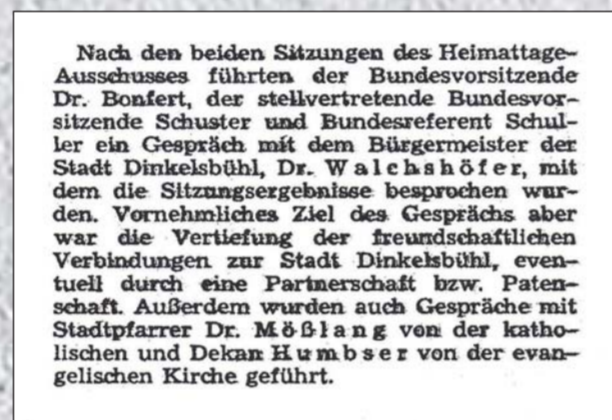 Nach den beiden Sitzungen des Heimattage-
Ausschusses führten der Bundesvorsitzende
Dr. Bonfert, der stellvertretende Bundesvor-
sitzende Schuster und Bundesreferent Schul-
ler ein Gespräch mit dem Bürgermeister der
Stadt Dinkelsbühl, Dr. Walchshöfer, mit
dem die Sitzungsergebnisse besprochen wur-
den. Vornehmliches Ziel des Gesprächs aber
war die Vertiefung der freundschaftlichen
Verbindungen zur Stadt Dinkelsbühl, even-
tuell durch eine Partnerschaft bzw. Paten-
schaft. Außerdem wurden auch Gespräche mit
Stadtpfarrer Dr. Mößlang von der katho-
lischen und Dekan Humbser von der evan-
gelischen Kirche geführt.